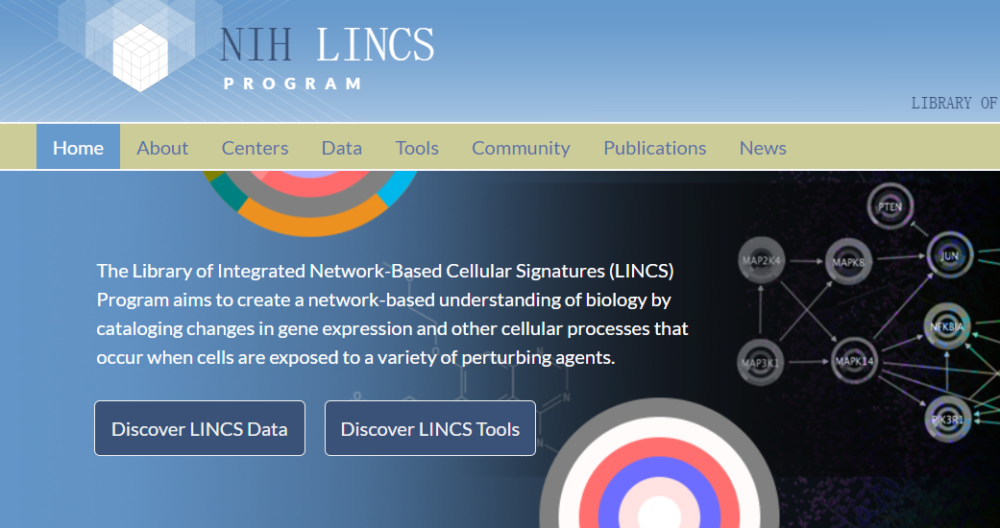 NIH LINCS
PROGRAM
LIBRARY OF
Home About Centers Data Tools Community Publications News
PTEN
MAP2K4 MAPK8 JUN
The Library of Integrated Network-Based Cellular Signatures (LINCS)
Program aims to create a network-based understanding of biology by
cataloging changes in gene expression and other cellular processes that
occur when cells are exposed to a variety of perturbing agents.
NFKBIA
MAP3K1 MAPK14
O
O
N
N
N
PIK3R1
Discover LINCS Data Discover LINCS Tools